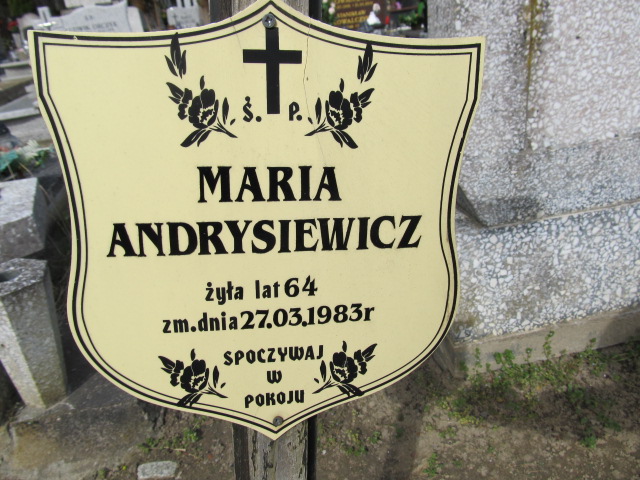 Ś. P.
MARIA
ANDRYSIEWICZ
żyła lat 64
zm.dnia 27.03.1983r
SPOCZYWAJ
W
POKOJU